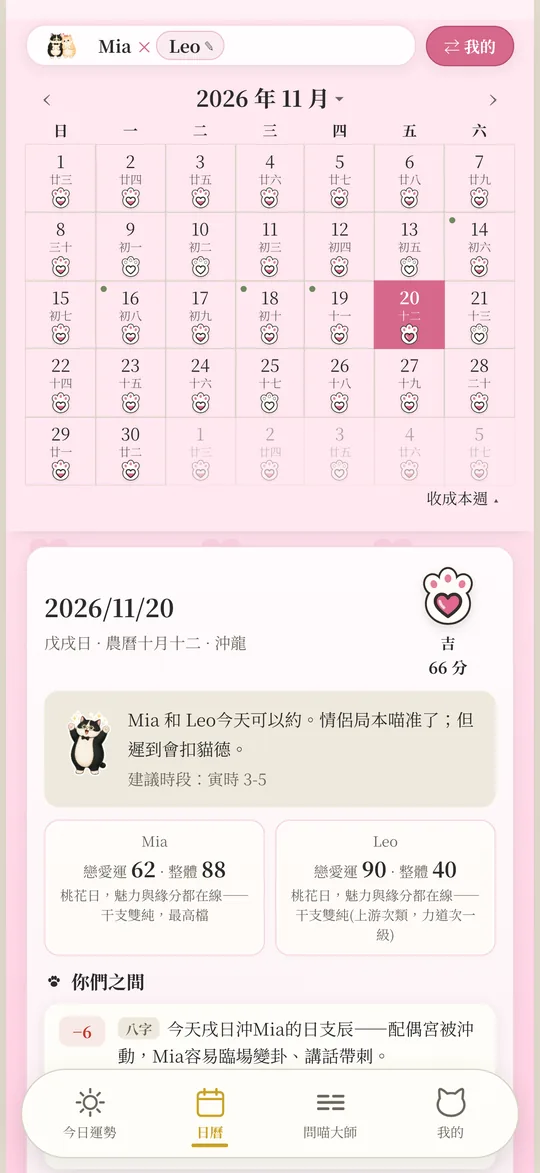 Mia × Leo ✎
⇄ 我的
2026 年 11 月
日 一 二 三 四 五 六
1 2 3 4 5 6 7
廿三 廿四 廿五 廿六 廿七 廿八 廿九
8 9 10 11 12 13 14
三十 初一 初二 初三 初四 初五 初六
15 16 17 18 19 20 21
初七 初八 初九 初十 十一 十二 十三
22 23 24 25 26 27 28
十四 十五 十六 十七 十八 十九 二十
29 30 1 2 3 4 5
廿一 廿二 廿三 廿四 廿五 廿六 廿七
收成本週
2026/11/20
戊戌日 · 農曆十月十二 · 沖龍
吉
66 分
Mia 和 Leo今天可以約。情侶局本喵准了；但
遲到會扣貓德。
建議時段：寅時 3-5
Mia
戀愛運 62 · 整體 88
桃花日，魅力與緣分都在線——
干支雙純，最高檔
Leo
戀愛運 90 · 整體 40
桃花日，魅力與緣分都在線——
干支雙純(上游次類，力道次一
級)
你們之間
−6
八字 今天戌日沖Mia的日支辰——配偶宮被沖
動，Mia容易臨場變卦、講話帶刺。
今日運勢 日曆 問喵大師 我的